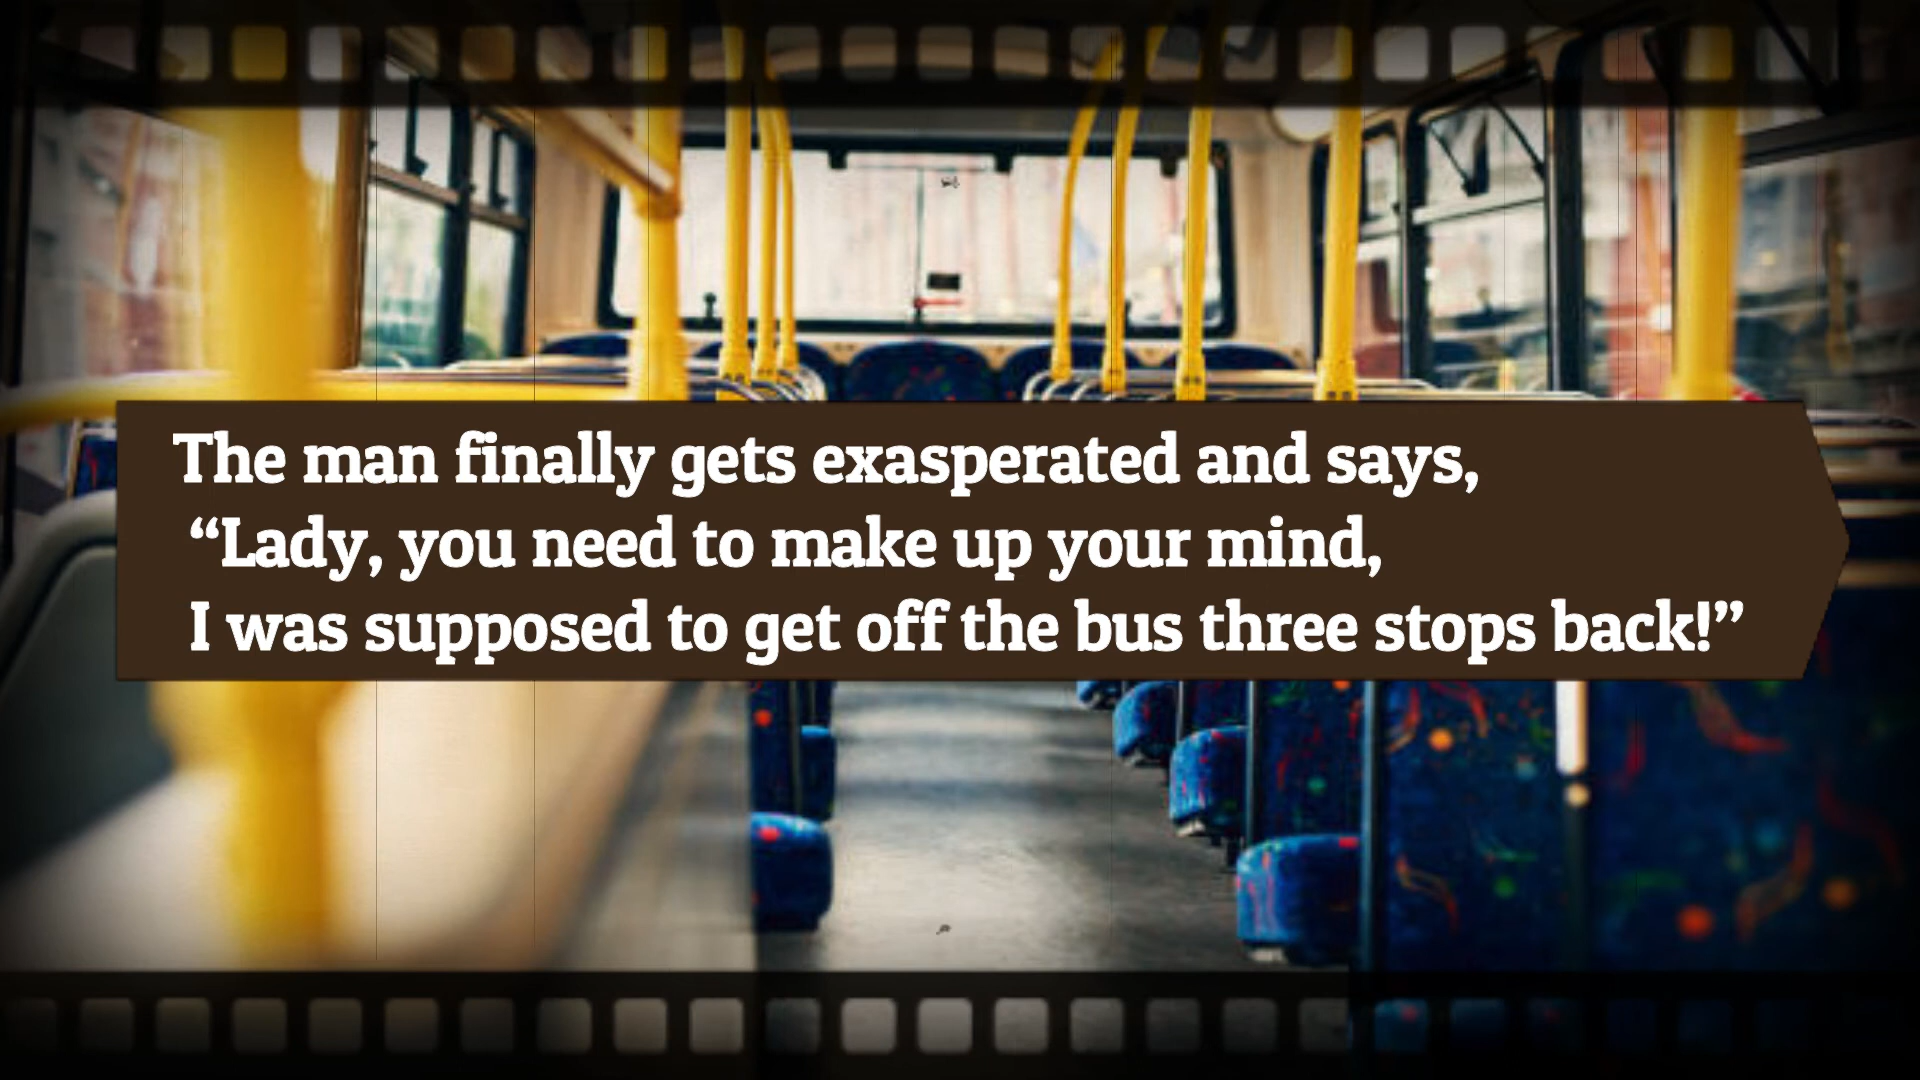 The man finally gets exasperated and says,
“Lady, you need to make up your mind,
I was supposed to get off the bus three stops back!”